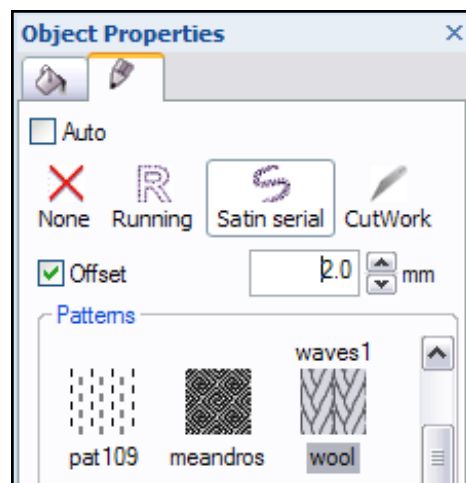 Object Properties
Auto
None Running Satin serial CutWork
Offset 2.0 mm
Patterns
waves1
pat109 meandros wool